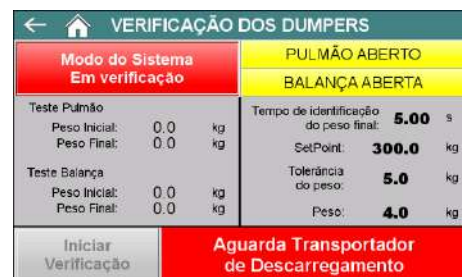 VERIFICAÇÃO DOS DUMPERS
Modo do Sistema
Em verificação
PULMÃO ABERTO
BALANÇA ABERTA
Teste Pulmão
Peso Inicial: 0.0 kg
Peso Final: 0.0 kg
Teste Balança
Peso Inicial: 0.0 kg
Peso Final: 0.0 kg
Tempo de identificação
do peso final: 5.00 s
SetPoint: 300.0 kg
Tolerância
do peso: 5.0 kg
Peso: 4.0 kg
Iniciar
Verificação
Aguarda Transportador
de Descarregamento